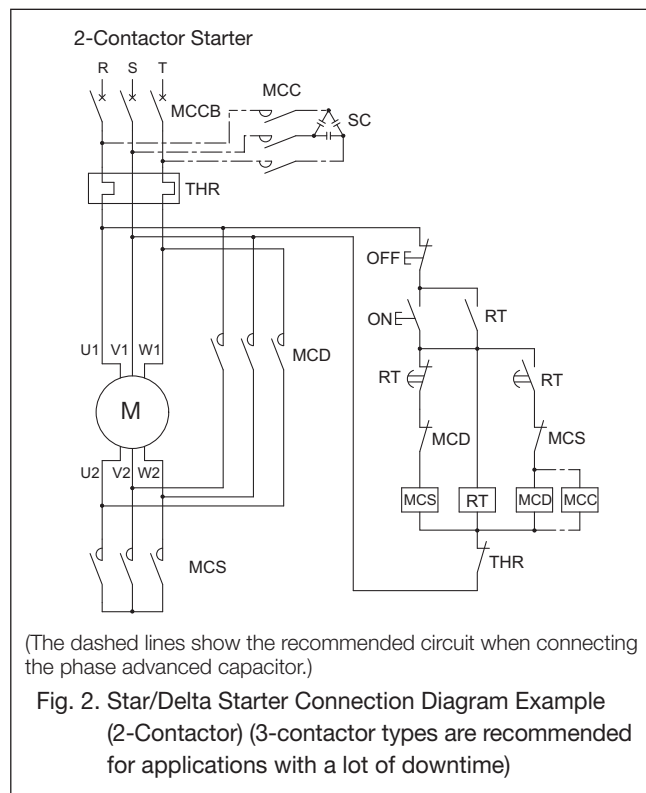 2-Contactor Starter
R S T
MCC
MCCB
SC
THR
OFF
ON
RT
U1 V1 W1
MCD
RT
RT
M
MCD
MCS
U2 V2 W2
MCS
RT
MCD
MCC
MCS
THR
(The dashed lines show the recommended circuit when connecting
the phase advanced capacitor.)
Fig. 2. Star/Delta Starter Connection Diagram Example
(2-Contactor) (3-contactor types are recommended
for applications with a lot of downtime)